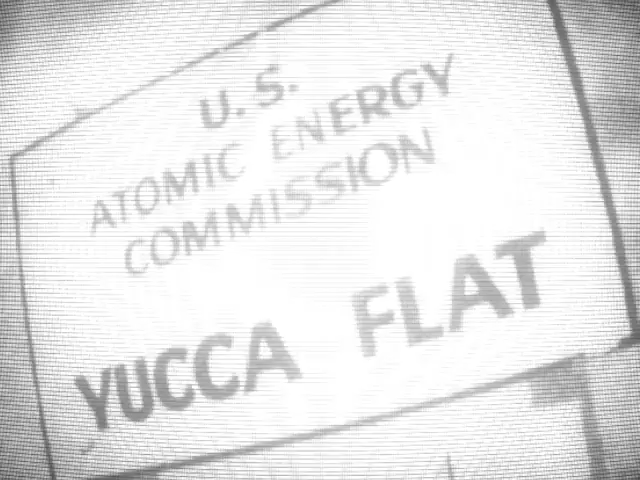 U.S.
ATOMIC ENERGY
COMMISSION
YUCCA FLAT